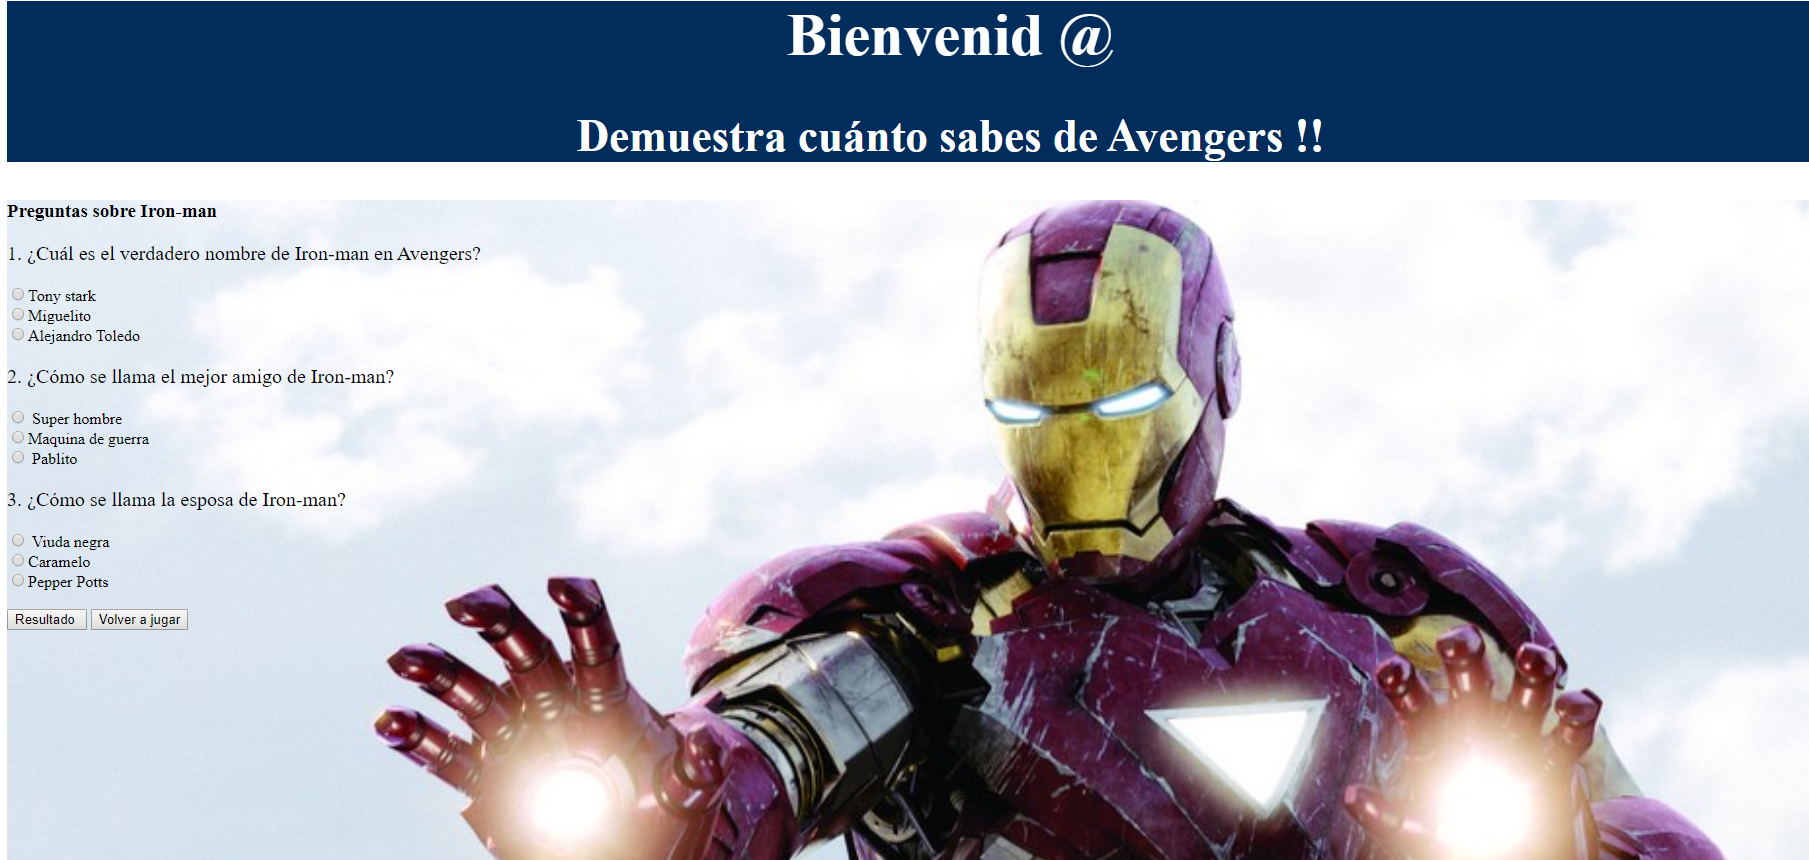 Bienvenid @
Demuestra cuánto sabes de Avengers !!
Preguntas sobre Iron-man
1. ¿Cuál es el verdadero nombre de Iron-man en Avengers?
Tony stark
Miguelito
Alejandro Toledo
2. ¿Cómo se llama el mejor amigo de Iron-man?
Super hombre
Maquina de guerra
Pablito
3. ¿Cómo se llama la esposa de Iron-man?
Viuda negra
Caramelo
Pepper Potts
Resultado Volver a jugar